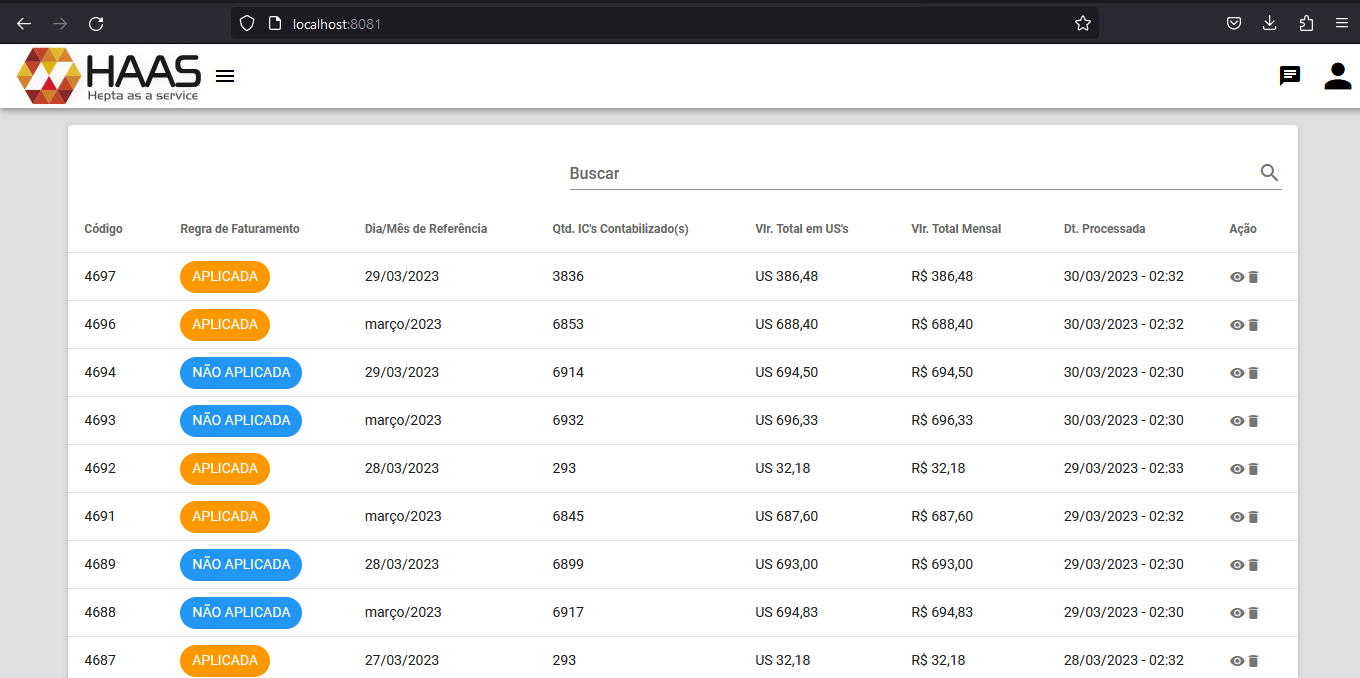 localhost:8081
HAAS
Hepta as a service
Buscar
Código Regra de Faturamento Dia/Mês de Referência Qtd. IC's Contabilizado(s) Vlr. Total em US's Vlr. Total Mensal Dt. Processada Ação
4697 APLICADA 29/03/2023 3836 US 386,48 R$ 386,48 30/03/2023 - 02:32
4696 APLICADA março/2023 6853 US 688,40 R$ 688,40 30/03/2023 - 02:32
4694 NÃO APLICADA 29/03/2023 6914 US 694,50 R$ 694,50 30/03/2023 - 02:30
4693 NÃO APLICADA março/2023 6932 US 696,33 R$ 696,33 30/03/2023 - 02:30
4692 APLICADA 28/03/2023 293 US 32,18 R$ 32,18 29/03/2023 - 02:33
4691 APLICADA março/2023 6845 US 687,60 R$ 687,60 29/03/2023 - 02:32
4689 NÃO APLICADA 28/03/2023 6899 US 693,00 R$ 693,00 29/03/2023 - 02:30
4688 NÃO APLICADA março/2023 6917 US 694,83 R$ 694,83 29/03/2023 - 02:30
4687 APLICADA 27/03/2023 293 US 32,18 R$ 32,18 28/03/2023 - 02:32